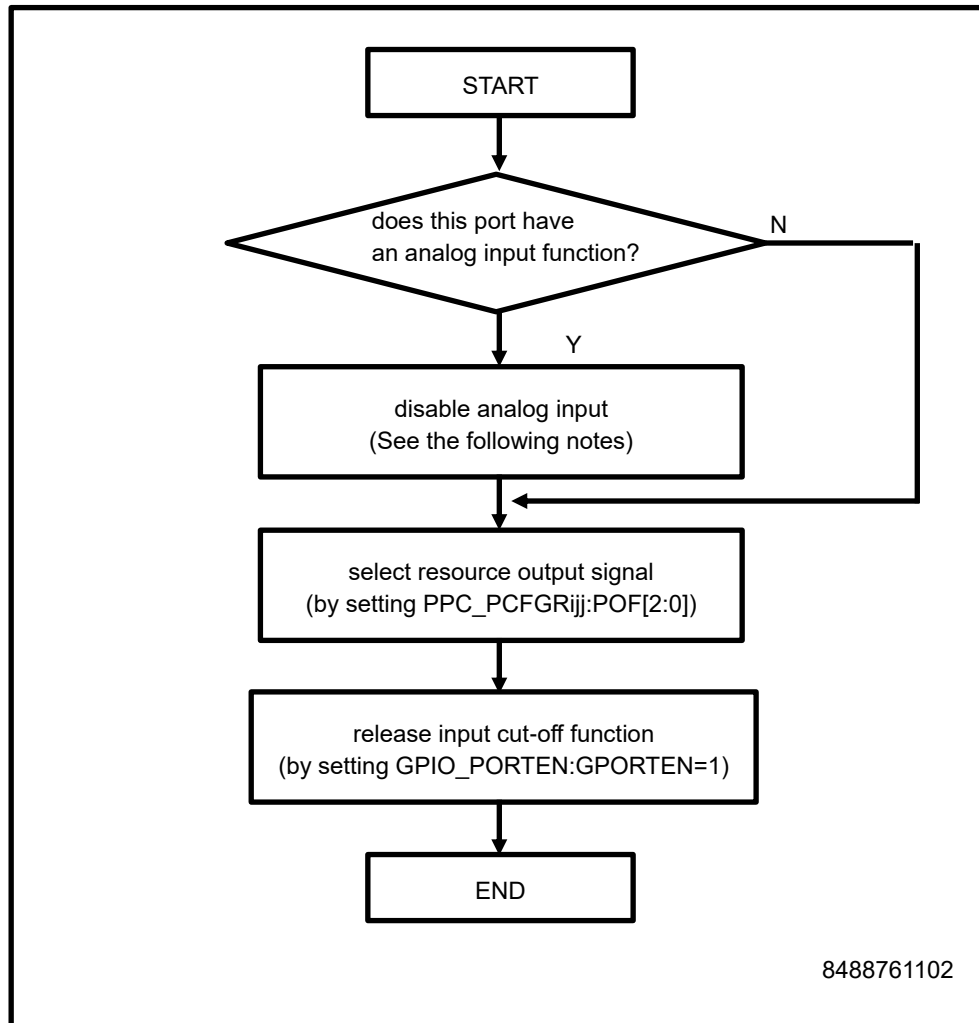 START
does this port have
an analog input function?
N
Y
disable analog input
(See the following notes)
select resource output signal
(by setting PPC_PCFGRijj:POF[2:0])
release input cut-off function
(by setting GPIO_PORTEN:GPORTEN=1)
END
8488761102